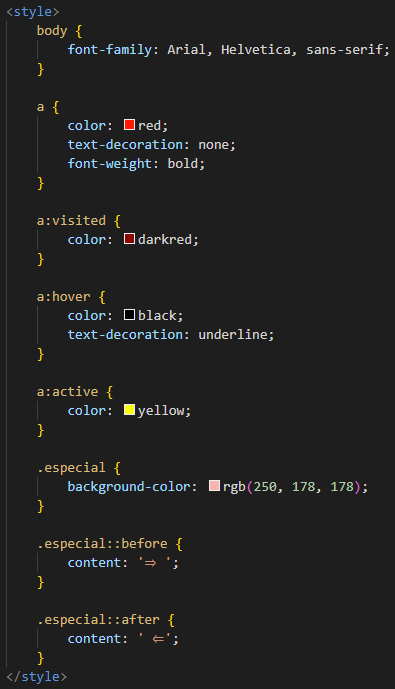 <style>
    body {
        font-family: Arial, Helvetica, sans-serif;
    }

    a {
        color: red;
        text-decoration: none;
        font-weight: bold;
    }

    a:visited {
        color: darkred;
    }

    a:hover {
        color: black;
        text-decoration: underline;
    }

    a:active {
        color: yellow;
    }

    .especial {
        background-color: rgb(250, 178, 178);
    }

    .especial::before {
        content: '⇒ ';
    }

    .especial::after {
        content: ' ⇐';
    }
</style>